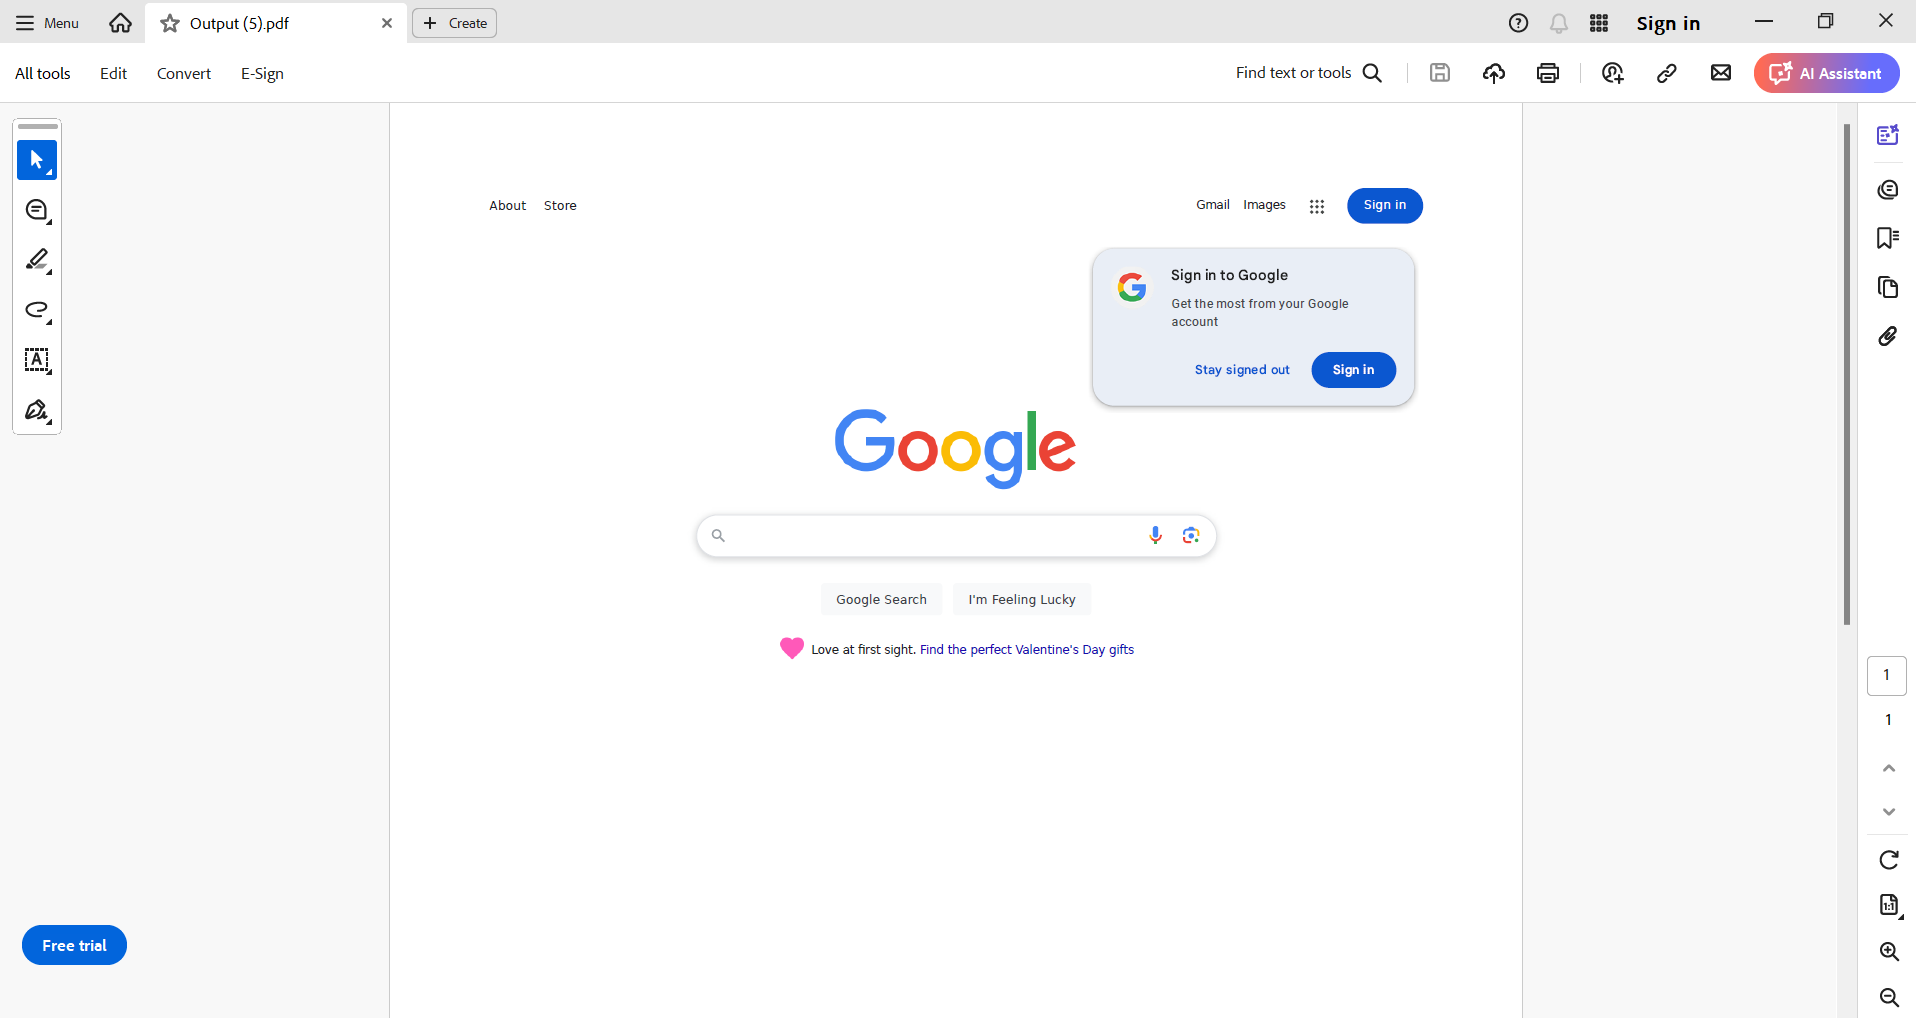 Menu
Output (5).pdf
Create
Sign in
All tools Edit Convert E-Sign
Find text or tools
AI Assistant
A
About Store
Gmail Images Sign in
Sign in to Google
Get the most from your Google
account
Stay signed out Sign in
Google
Google Search I'm Feeling Lucky
Love at first sight. Find the perfect Valentine's Day gifts
1
1
1:1
Free trial